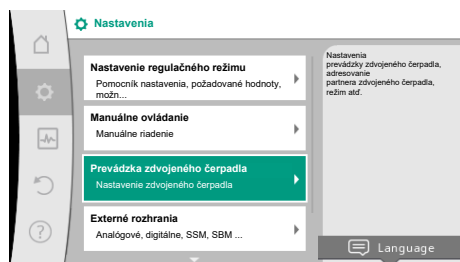 Nastavenia
Nastavenie regulačného režimu
Pomocník nastavenia, požadované hodnoty,
možn...
Manuálne ovládanie
Manuálne riadenie
Prevádzka zdvojeného čerpadla
Nastavenie zdvojeného čerpadla
Externé rozhrania
Analógové, digitálne, SSM, SBM ...
Nastavenia
prevádzky zdvojeného čerpadla,
adresovanie
partnera zdvojeného čerpadla,
režim atď.
Language